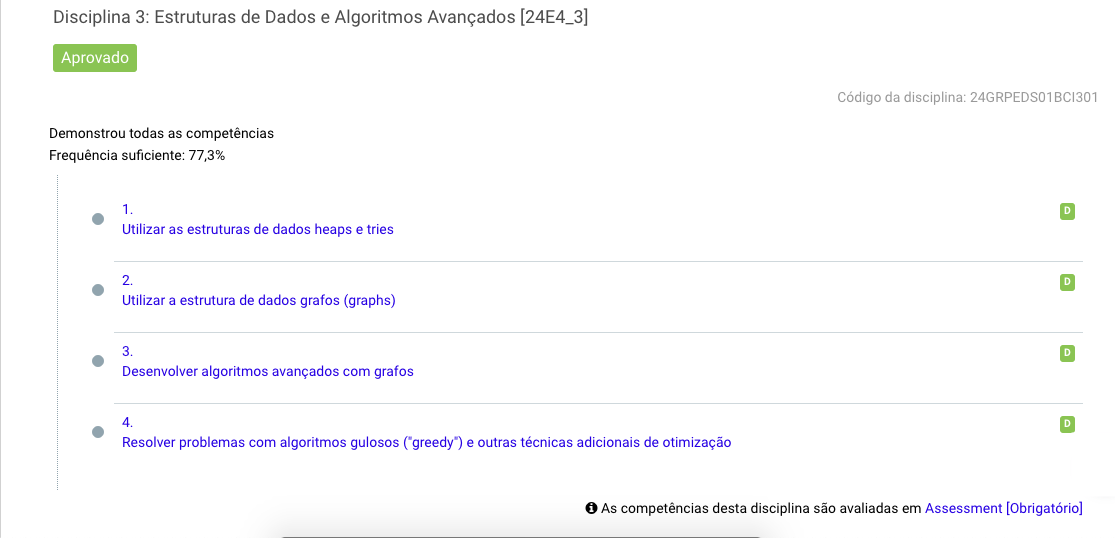 Disciplina 3: Estruturas de Dados e Algoritmos Avançados [24E4_3]
Aprovado
Código da disciplina: 24GRPEDS01BCI301
Demonstrou todas as competências
Frequência suficiente: 77,3%
1.
D
Utilizar as estruturas de dados heaps e tries
2.
D
Utilizar a estrutura de dados grafos (graphs)
3.
D
Desenvolver algoritmos avançados com grafos
4.
D
Resolver problemas com algoritmos gulosos ("greedy") e outras técnicas adicionais de otimização
As competências desta disciplina são avaliadas em Assessment [Obrigatório]